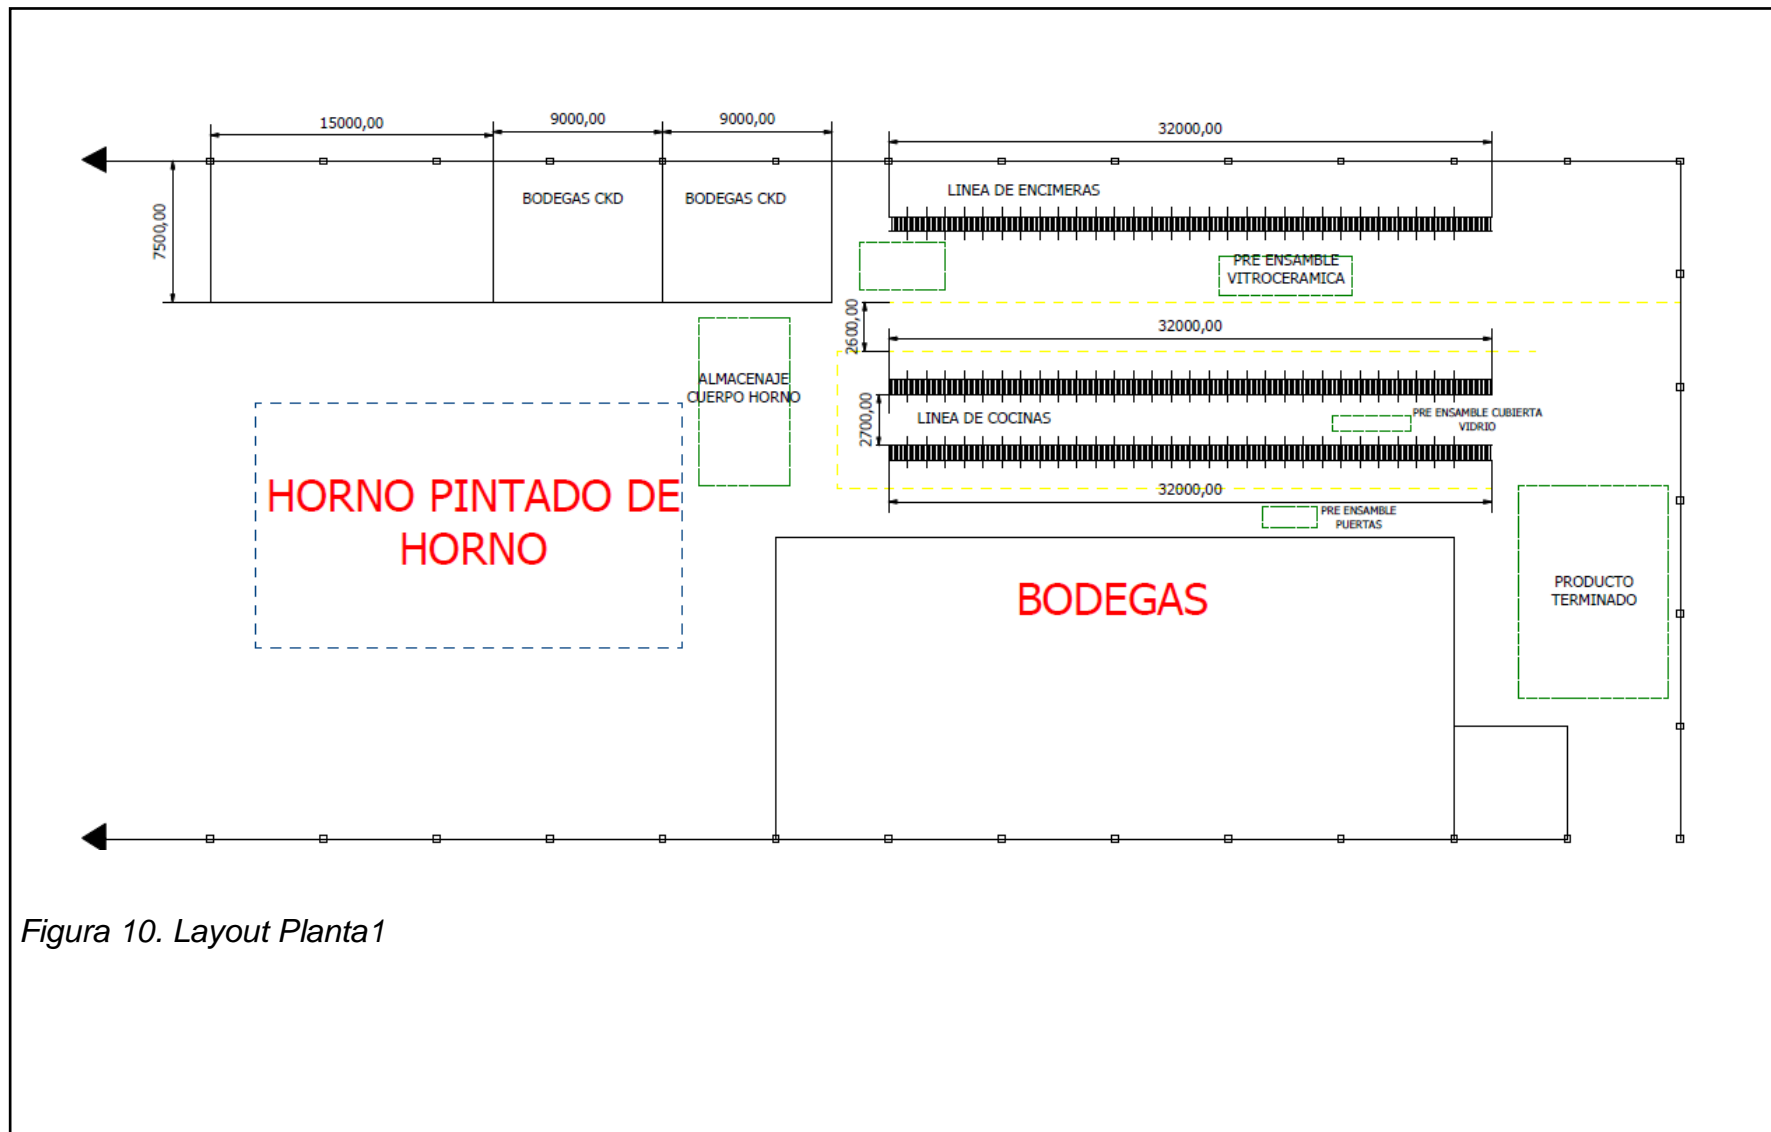 15000,00
9000,00
9000,00
32000,00
7500,00
BODEGAS CKD
BODEGAS CKD
LINEA DE ENCIMERAS
PRE ENSAMBLE
VITROCERAMICA
2600,00
32000,00
ALMACENAJE
CUERPO HORNO
2700,00
LINEA DE COCINAS
PRE ENSAMBLE CUBIERTA
VIDRIO
32000,00
PRE ENSAMBLE
PUERTAS
HORNO PINTADO DE
HORNO
BODEGAS
PRODUCTO
TERMINADO
Figura 10. Layout Planta1